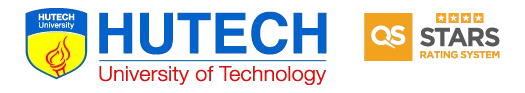 HUTECH
University
HUTECH
University of Technology
QS
STARS
RATING SYSTEM